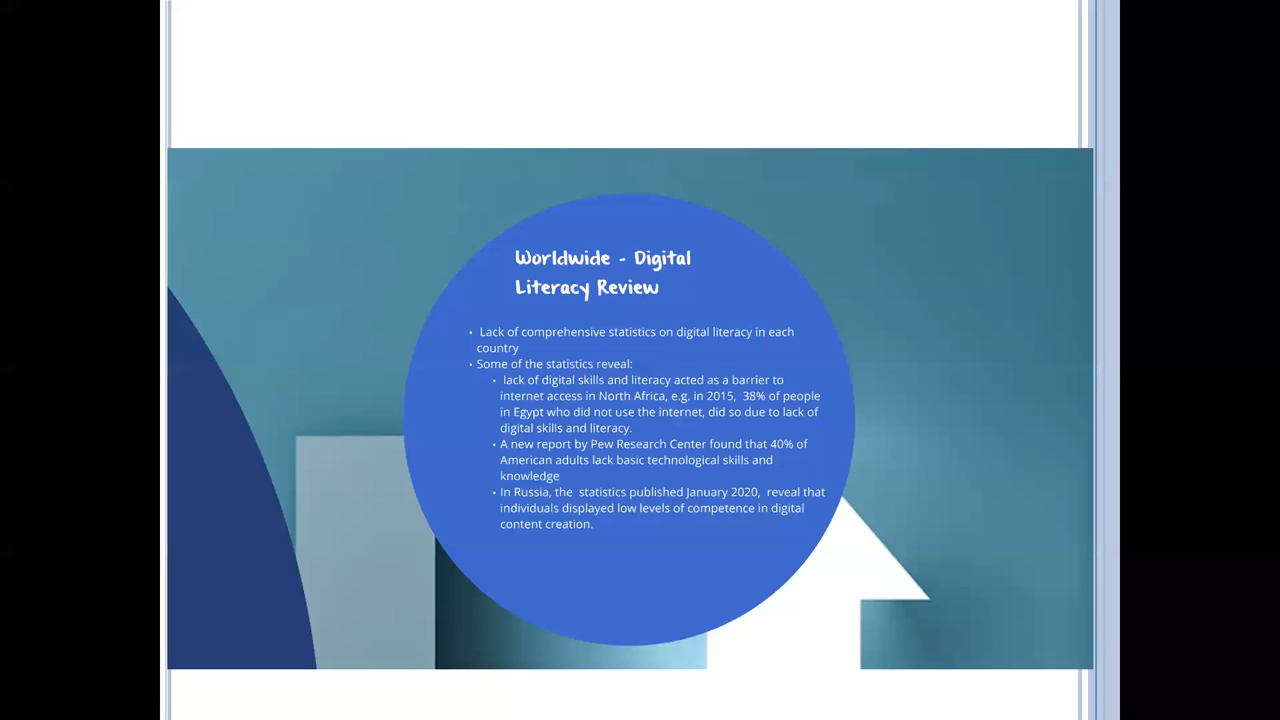 Worldwide - Digital
Literacy Review
• Lack of comprehensive statistics on digital literacy in each
country
• Some of the statistics reveal:
• lack of digital skills and literacy acted as a barrier to
internet access in North Africa, e.g. in 2015, 38% of people
in Egypt who did not use the internet, did so due to lack of
digital skills and literacy.
• A new report by Pew Research Center found that 40% of
American adults lack basic technological skills and
knowledge
• In Russia, the statistics published January 2020, reveal that
individuals displayed low levels of competence in digital
content creation.